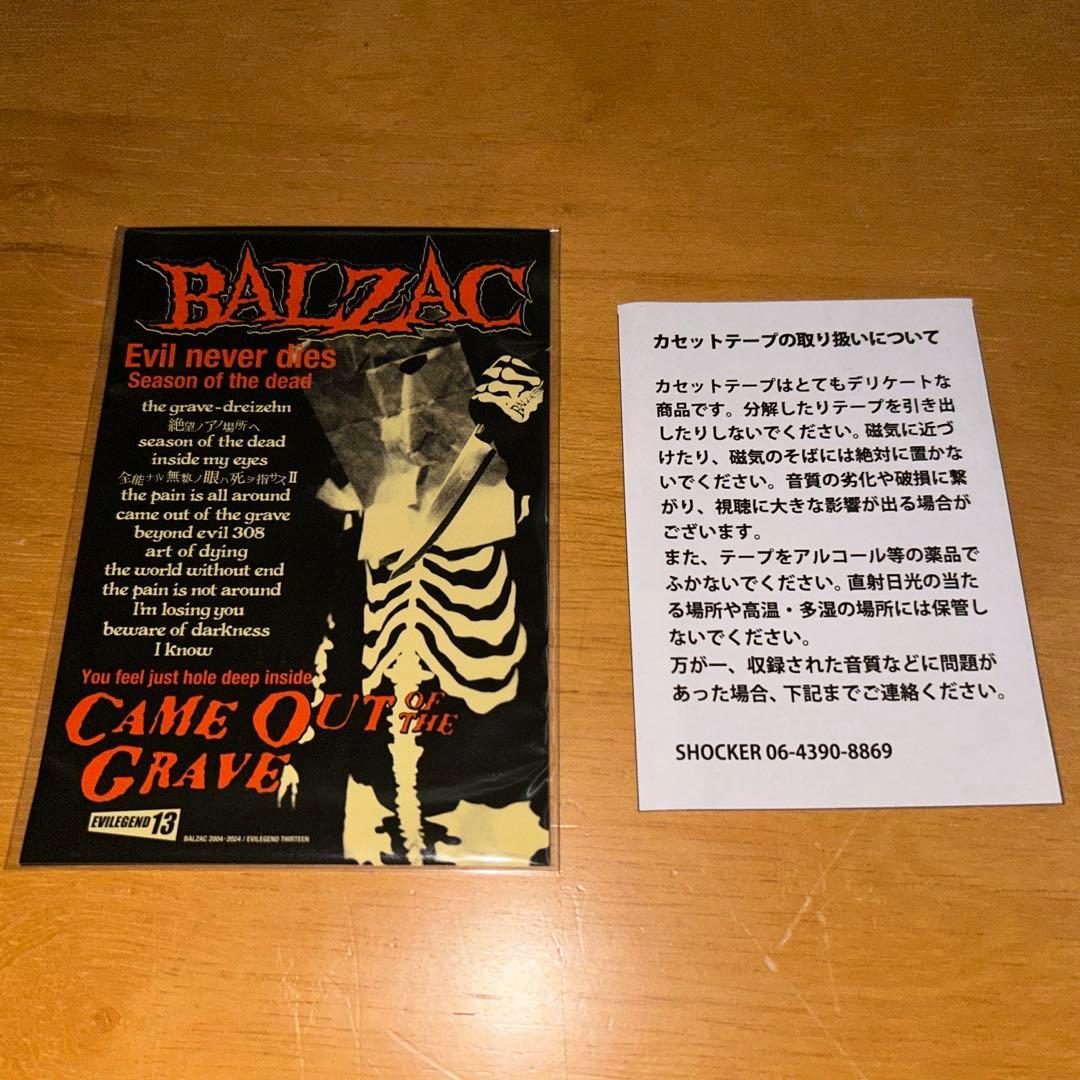 BALZAC
Evil never dies
Season of the dead
the grave-dreizehn
絶望ノアノ場所へ
season of the dead
inside my eyes
全能ナル無数ノ眼ハ死ヲ指サスII
the pain is all around
came out of the grave
beyond evil 308
art of dying
the world without end
the pain is not around
I'm losing you
beware of darkness
I know
You feel just hole deep inside
CAME OUT OF THE
GRAVE
EVILEGEND 13
BALZAC 2004-2024 / EVILEGEND THIRTEEN
BALZAC
カセットテープの取り扱いについて
カセットテープはとてもデリケートな
商品です。分解したりテープを引き出
したりしないでください。磁気に近づ
けたり、磁気のそばには絶対に置かな
いでください。音質の劣化や破損に繋
がり、視聴に大きな影響が出る場合が
ございます。
また、テープをアルコール等の薬品で
ふかないでください。直射日光の当た
る場所や高温・多湿の場所には保管し
ないでください。
万が一、収録された音質などに問題が
あった場合、下記までご連絡ください。
SHOCKER 06-4390-8869